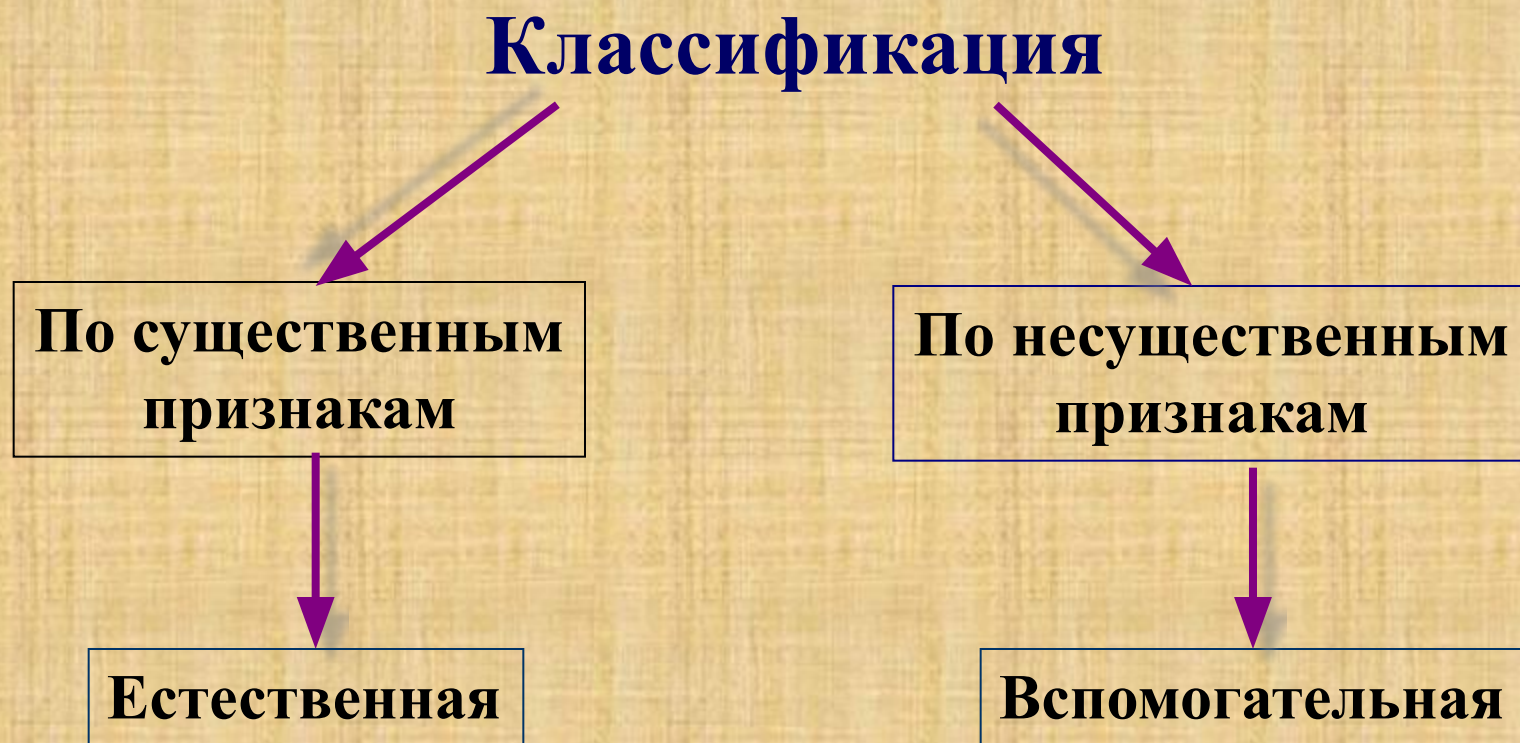 Классификация
По существенным
признакам
По несущественным
признакам
Естественная
Вспомогательная